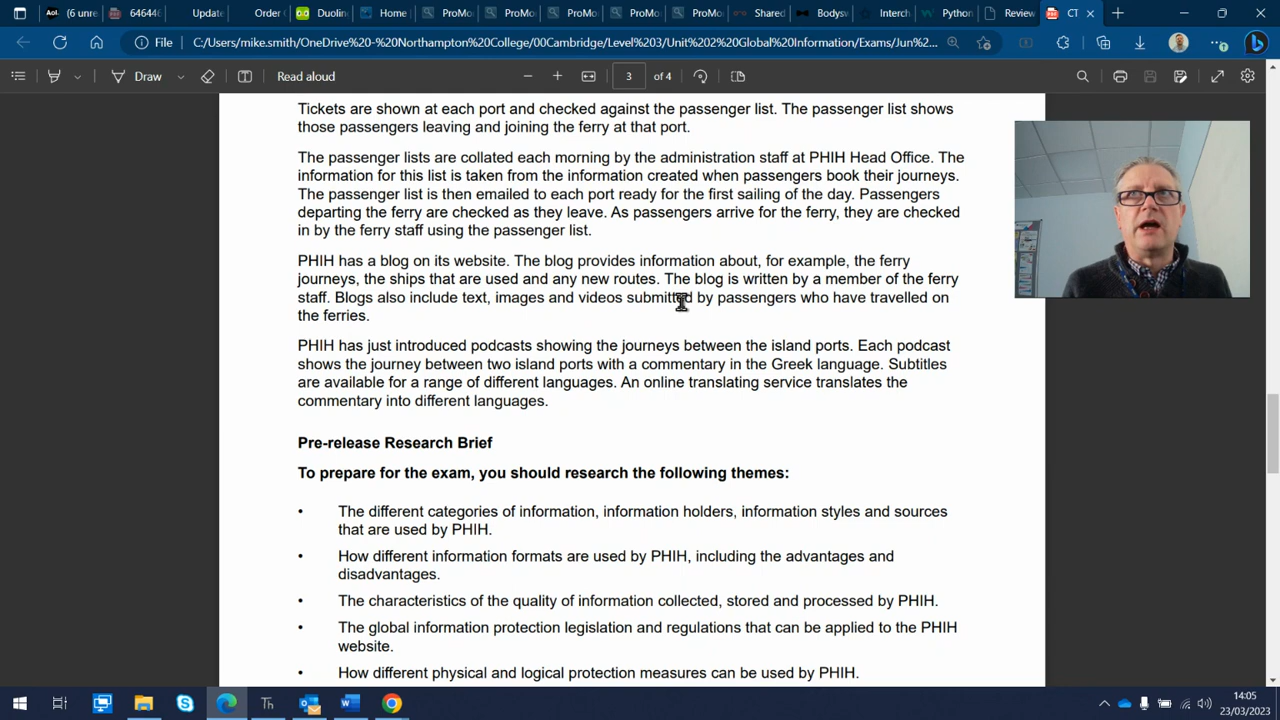 AOL.
(6 unre
64644
Update
Order
Duoling
Home
ProMo
ProMo
ProMo
ProMo
ProMo
Shared
Bodysw
Interch
Python
Review
CT
File
C:/Users/mike.smith/OneDrive%20-%20Northampton%20College/00Cambridge/Level%203/Unit%202%20Global%20Information/Exams/Jun%...
Draw
Read aloud
3
of 4
Tickets are shown at each port and checked against the passenger list. The passenger list shows
those passengers leaving and joining the ferry at that port.
The passenger lists are collated each morning by the administration staff at PHIH Head Office. The
information for this list is taken from the information created when passengers book their journeys.
The passenger list is then emailed to each port ready for the first sailing of the day. Passengers
departing the ferry are checked as they leave. As passengers arrive for the ferry, they are checked
in by the ferry staff using the passenger list.
PHIH has a blog on its website. The blog provides information about, for example, the ferry
journeys, the ships that are used and any new routes. The blog is written by a member of the ferry
staff. Blogs also include text, images and videos submitted by passengers who have travelled on
the ferries.
PHIH has just introduced podcasts showing the journeys between the island ports. Each podcast
shows the journey between two island ports with a commentary in the Greek language. Subtitles
are available for a range of different languages. An online translating service translates the
commentary into different languages.
Pre-release Research Brief
To prepare for the exam, you should research the following themes:
• The different categories of information, information holders, information styles and sources
that are used by PHIH.
• How different information formats are used by PHIH, including the advantages and
disadvantages.
• The characteristics of the quality of information collected, stored and processed by PHIH.
• The global information protection legislation and regulations that can be applied to the PHIH
website.
• How different physical and logical protection measures can be used by PHIH.
14:05
23/03/2023